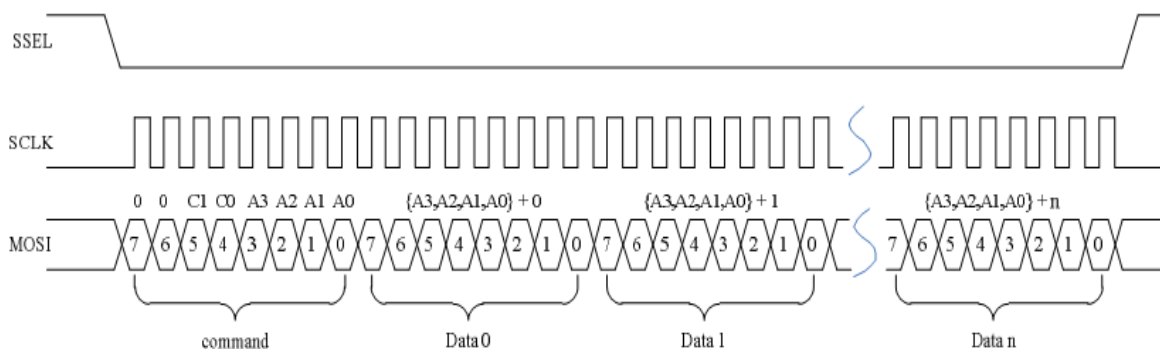 SSEL
SCLK
0 0 C1 C0 A3 A2 A1 A0 {A3,A2,A1,A0} + 0 {A3,A2,A1,A0} + 1 {A3,A2,A1,A0} + n
MOSI 7 6 5 4 3 2 1 0 7 6 5 4 3 2 1 0 7 6 5 4 3 2 1 0 7 6 5 4 3 2 1 0
command Data 0 Data 1 Data n